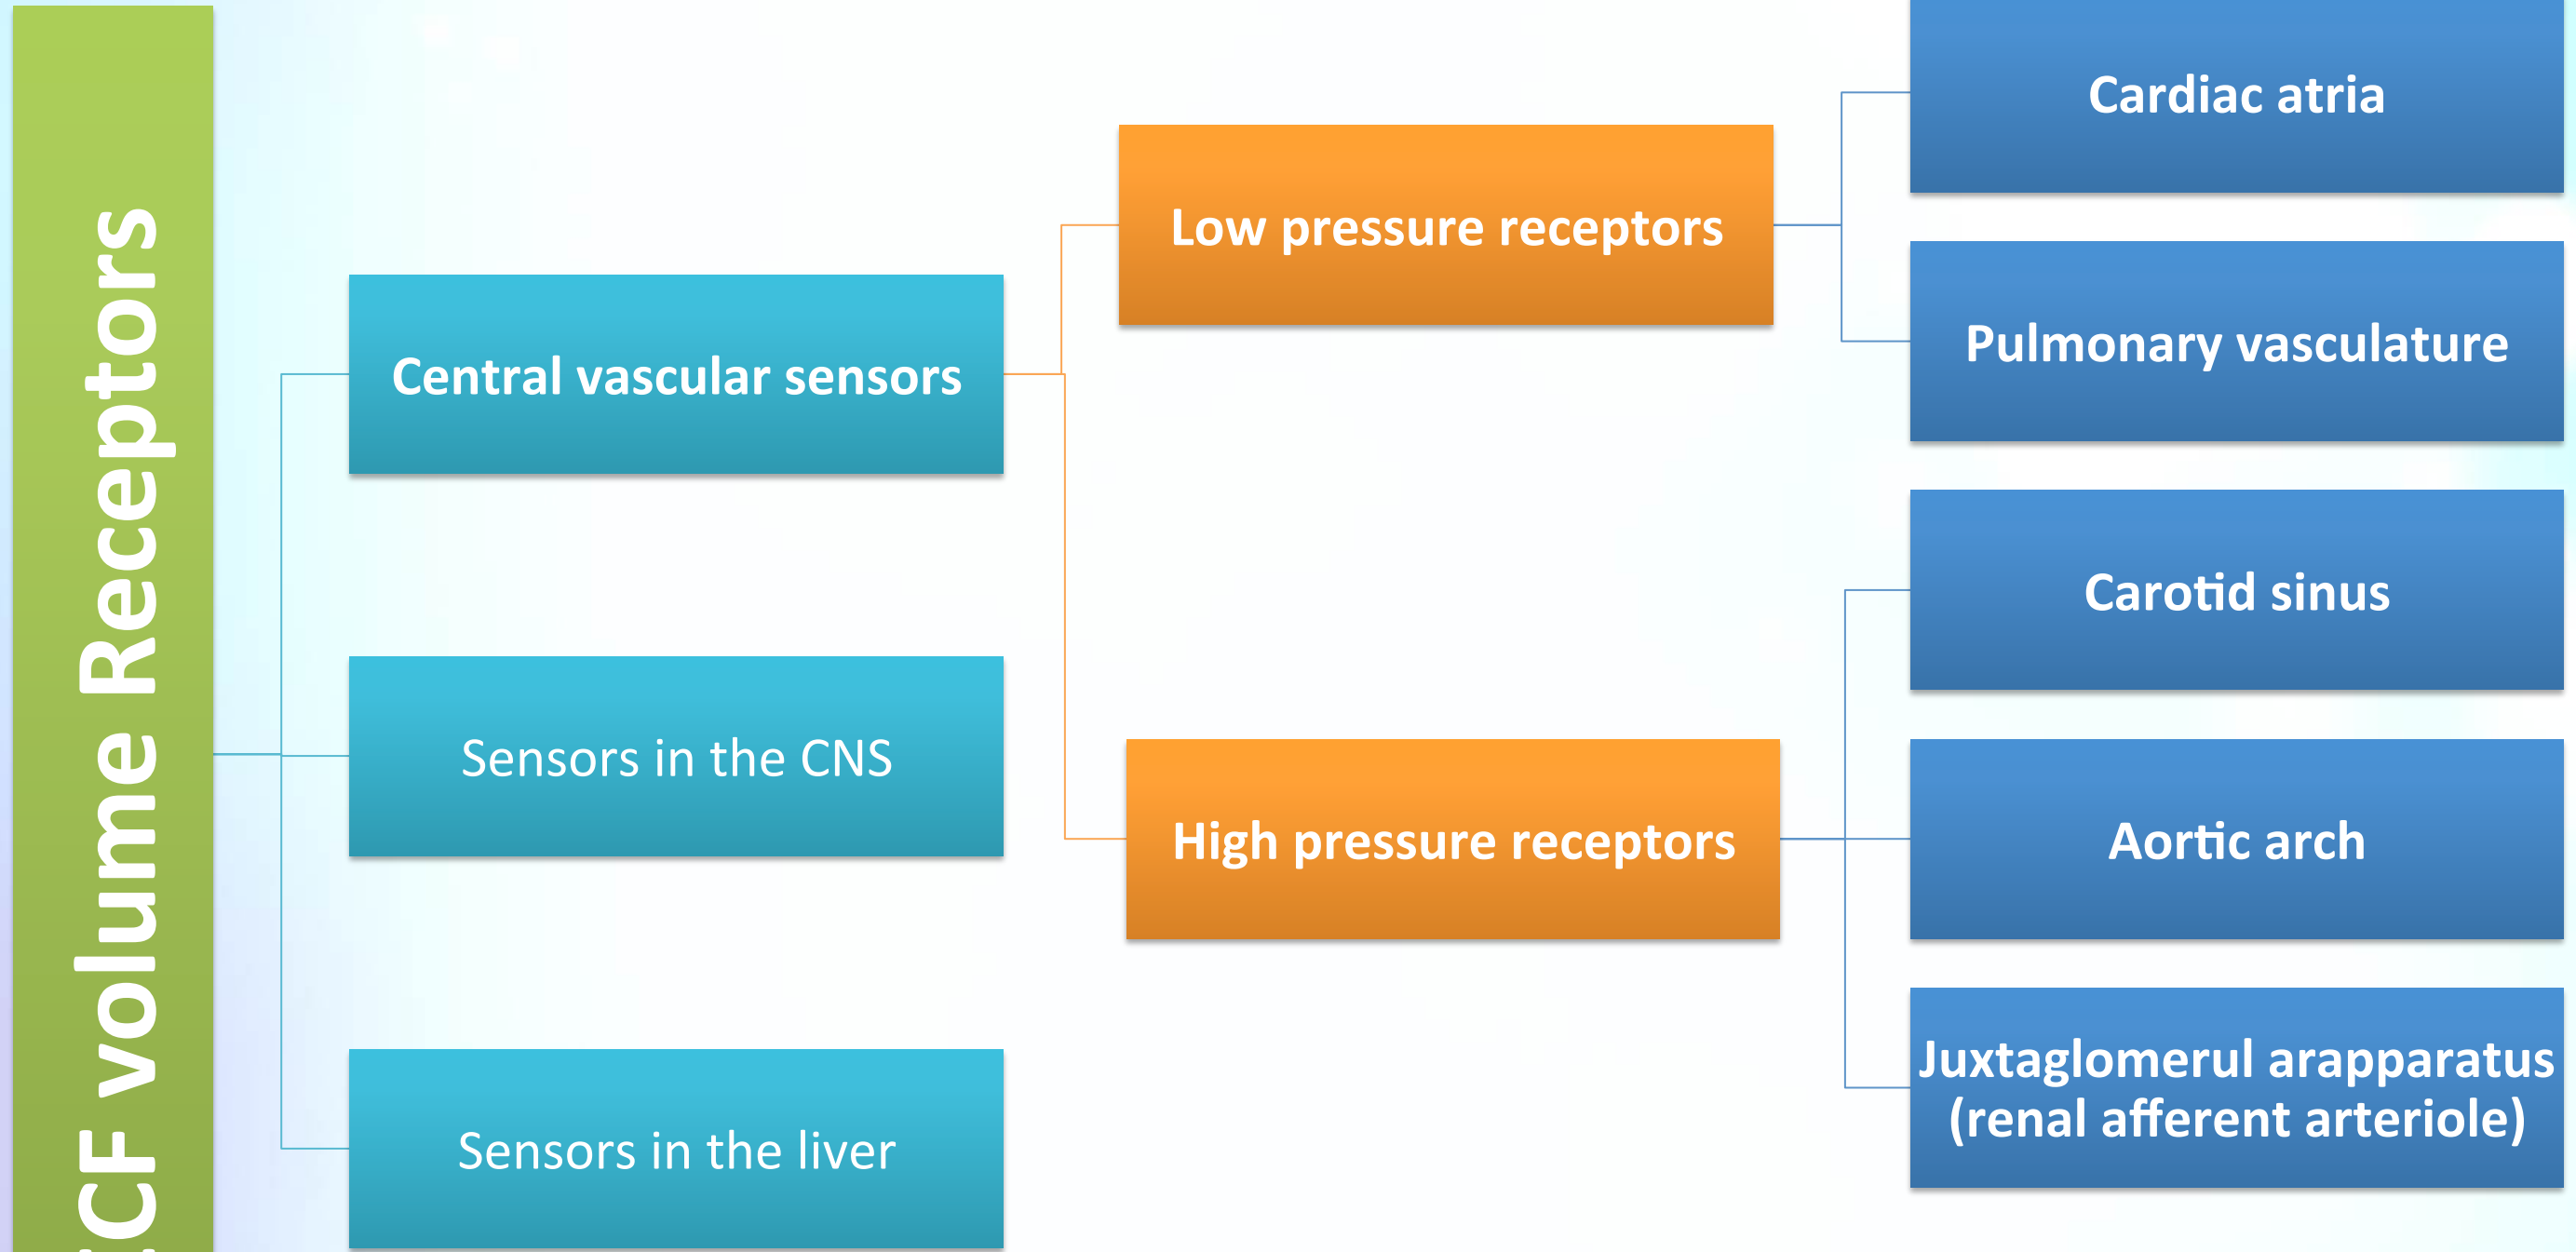 CF volume Receptors
Central vascular sensors
Sensors in the CNS
Sensors in the liver
Low pressure receptors
High pressure receptors
Cardiac atria
Pulmonary vasculature
Carotid sinus
Aortic arch
Juxtaglomerul arapparatus
(renal afferent arteriole)